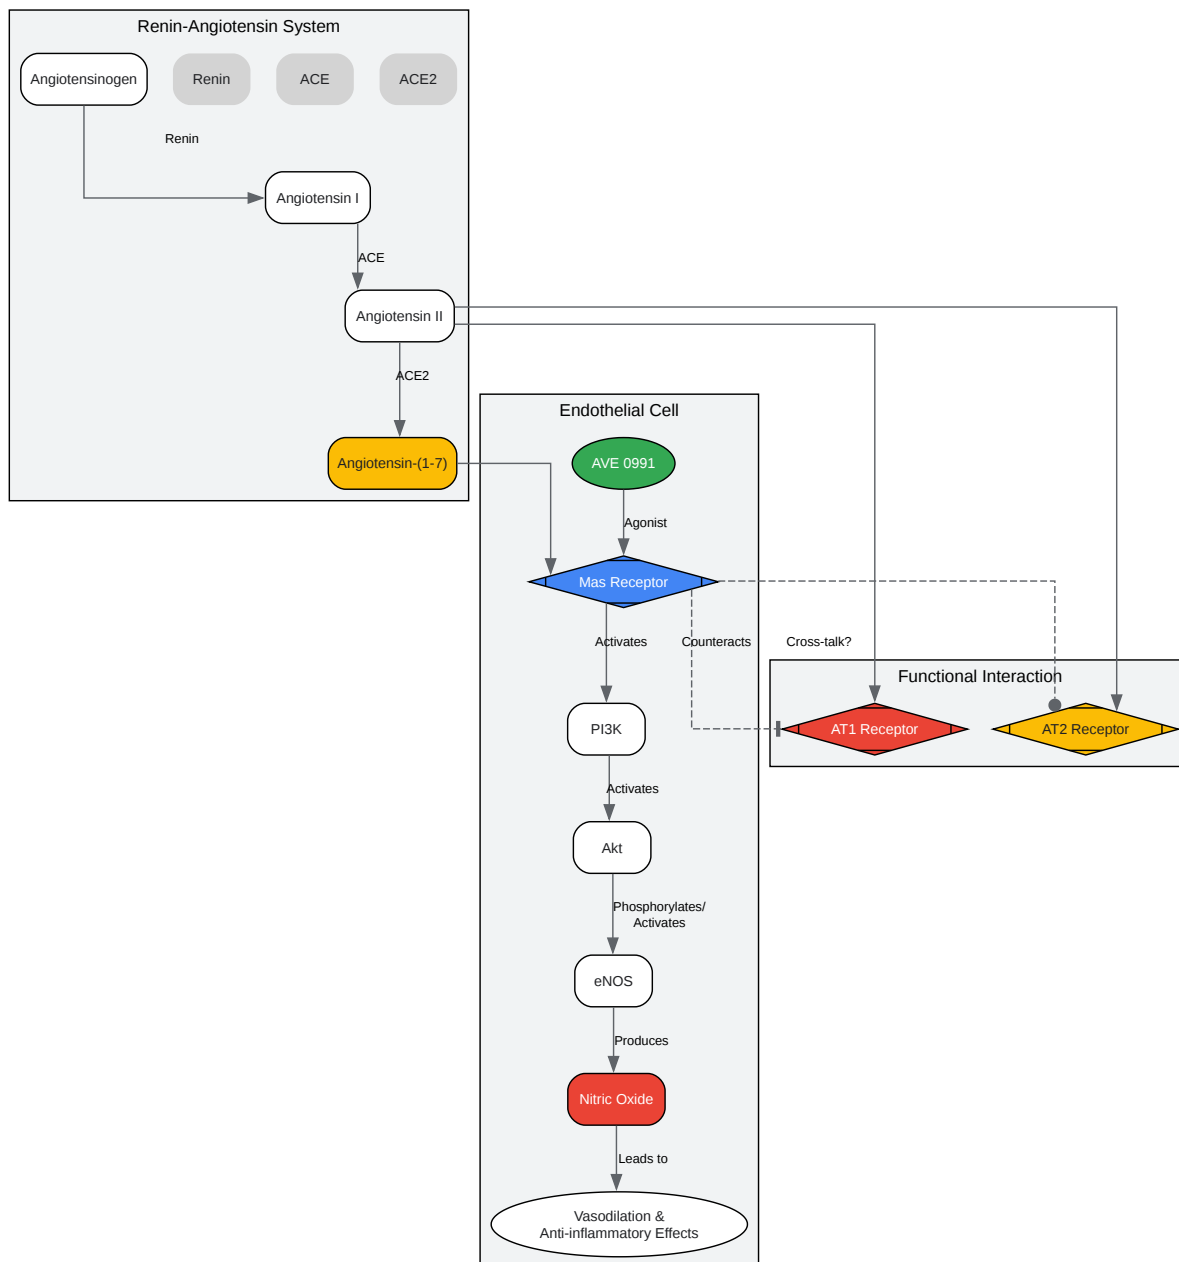 Renin-Angiotensin System
Angiotensinogen
Renin
ACE
ACE2
Renin
Angiotensin I
ACE
Angiotensin II
ACE2
Angiotensin-(1-7)
Endothelial Cell
AVE 0991
Agonist
Mas Receptor
Activates
Counteracts
Cross-talk?
Functional Interaction
PI3K
AT1 Receptor
AT2 Receptor
Activates
Akt
Phosphorylates/
Activates
eNOS
Produces
Nitric Oxide
Leads to
Vasodilation &
Anti-inflammatory Effects